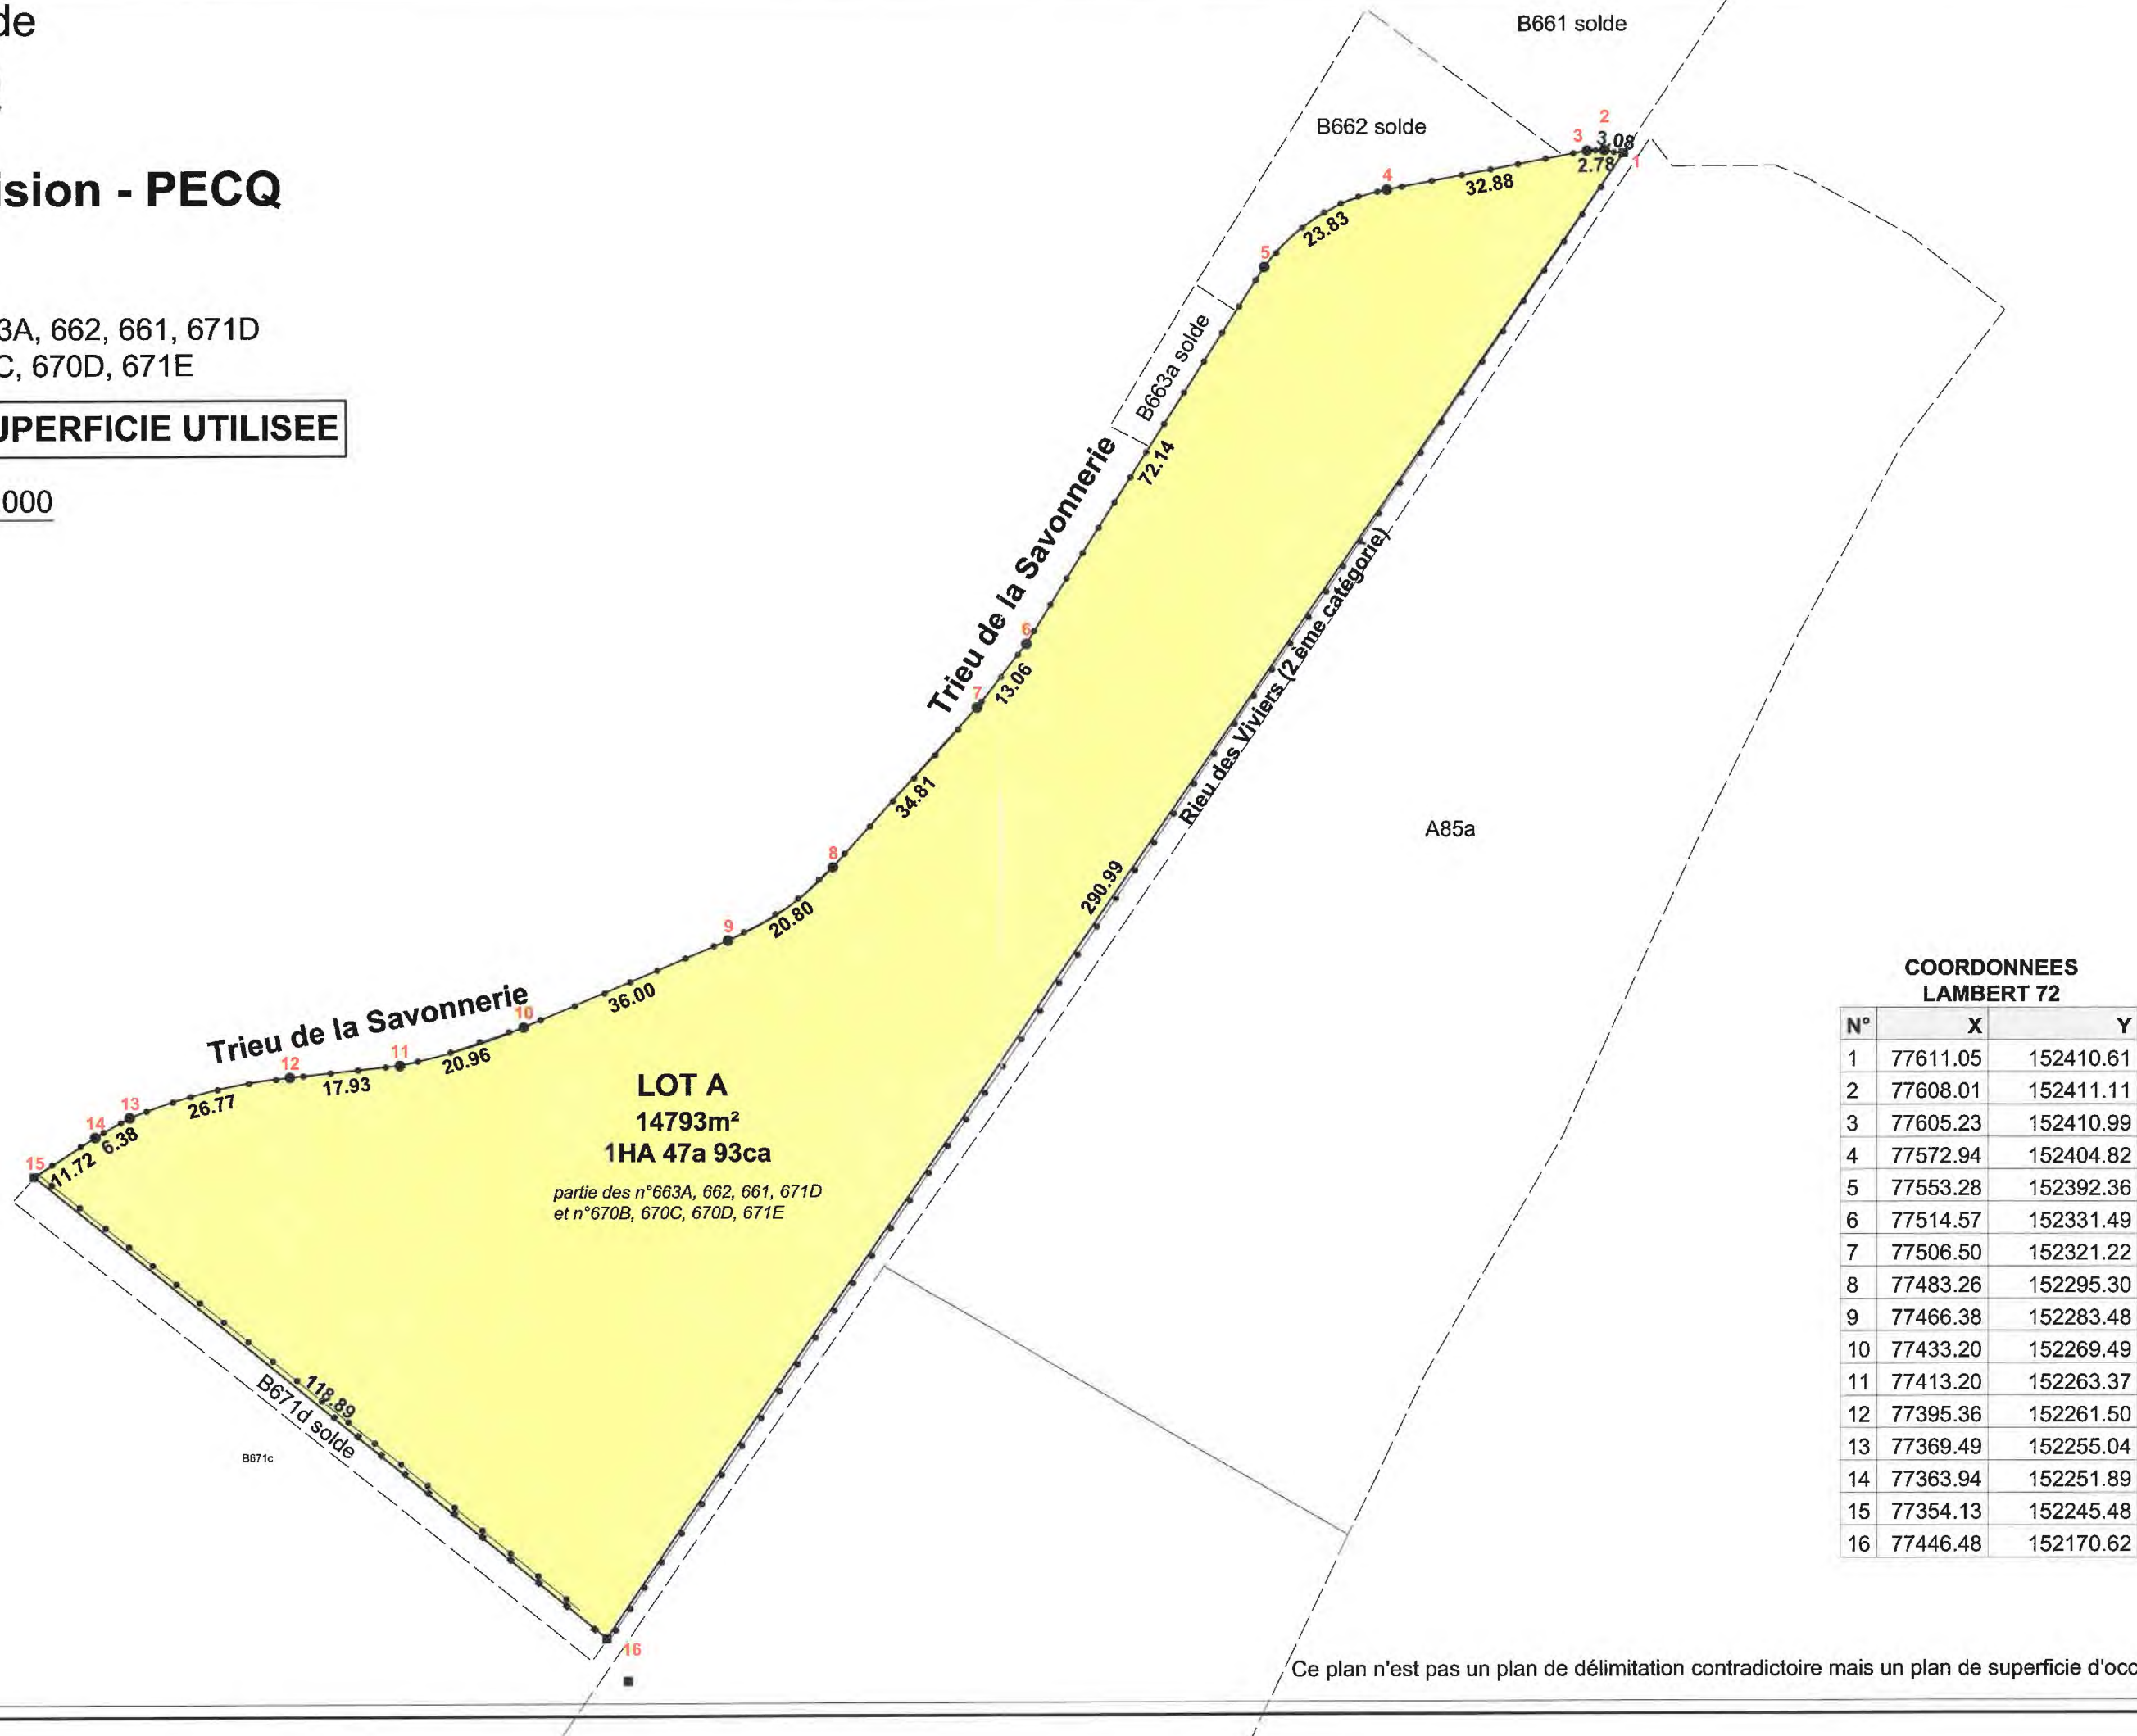 de
ision - PECQ
3A, 662, 661, 671D
C, 670D, 671E
UPERFICIE UTILISEE
000
B661 solde
B662 solde
B663a solde
Trieu de la Savonnerie
Trieu de la Savonnerie
Rieu des Viviers (2 ème catégorie)
A85a
1
2
3
4
5
6
7
8
9
10
11
12
13
14
15
16
3.08
2.78
32.88
23.83
72.14
13.06
34.81
20.80
36.00
20.96
17.93
26.77
6.38
11.72
118.89
290.99
LOT A
14793m²
1HA 47a 93ca
partie des n°663A, 662, 661, 671D
et n°670B, 670C, 670D, 671E
B671d solde
B671c
COORDONNEES
LAMBERT 72
N° X Y
1 77611.05 152410.61
2 77608.01 152411.11
3 77605.23 152410.99
4 77572.94 152404.82
5 77553.28 152392.36
6 77514.57 152331.49
7 77506.50 152321.22
8 77483.26 152295.30
9 77466.38 152283.48
10 77433.20 152269.49
11 77413.20 152263.37
12 77395.36 152261.50
13 77369.49 152255.04
14 77363.94 152251.89
15 77354.13 152245.48
16 77446.48 152170.62
Ce plan n'est pas un plan de délimitation contradictoire mais un plan de superficie d'occ